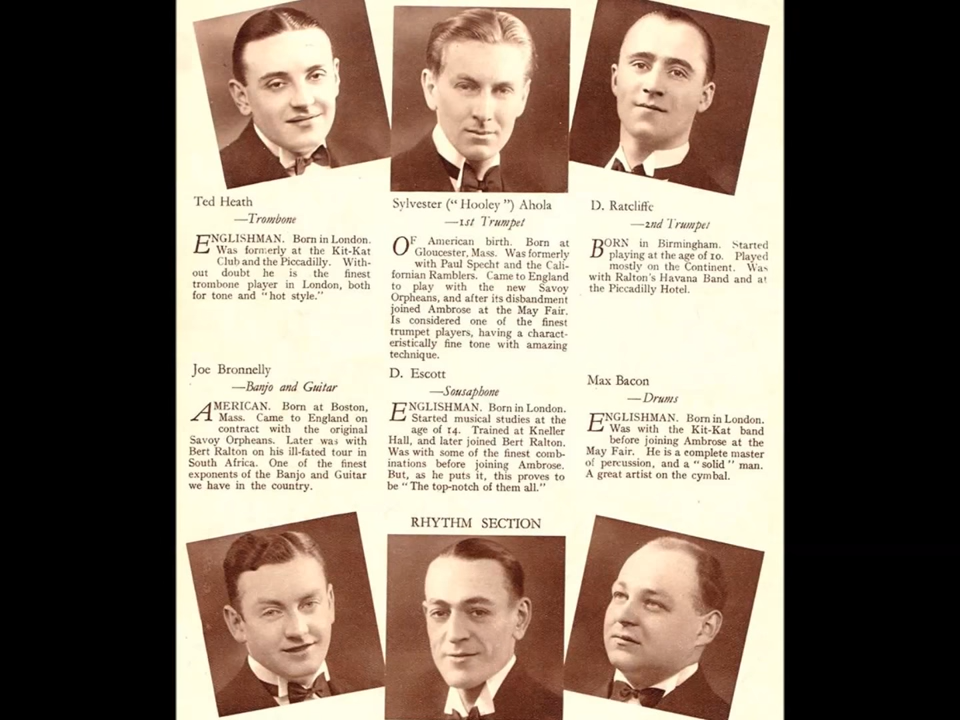 Ted Heath
—Trombone
ENGLISHMAN. Born in London.
Was formerly at the Kit-Kat
Club and the Piccadilly. With-
out doubt he is the finest
trombone player in London, both
for tone and "hot style."
Sylvester (" Hooley ") Ahola
—1st Trumpet
OF American birth. Born at
Gloucester, Mass. Was formerly
with Paul Specht and the Cali-
fornian Ramblers. Came to England
to play with the new Savoy
Orpheans, and after its disbandment
joined Ambrose at the May Fair.
Is considered one of the finest
trumpet players, having a charact-
eristically fine tone with amazing
technique.
D. Ratcliffe
—2nd Trumpet
BORN in Birmingham. Started
playing at the age of 10. Played
mostly on the Continent. Was
with Ralton's Havana Band and at
the Piccadilly Hotel.
Joe Bronnelly
—Banjo and Guitar
AMERICAN. Born at Boston,
Mass. Came to England on
contract with the original
Savoy Orpheans. Later was with
Bert Ralton on his ill-fated tour in
South Africa. One of the finest
exponents of the Banjo and Guitar
we have in the country.
D. Escott
—Sousaphone
ENGLISHMAN. Born in London.
Started musical studies at the
age of 14. Trained at Kneller
Hall, and later joined Bert Ralton.
Was with some of the finest comb-
inations before joining Ambrose.
But, as he puts it, this proves to
be "The top-notch of them all."
Max Bacon
—Drums
ENGLISHMAN. Born in London.
Was with the Kit-Kat band
before joining Ambrose at the
May Fair. He is a complete master
of percussion, and a "solid" man.
A great artist on the cymbal.
RHYTHM SECTION